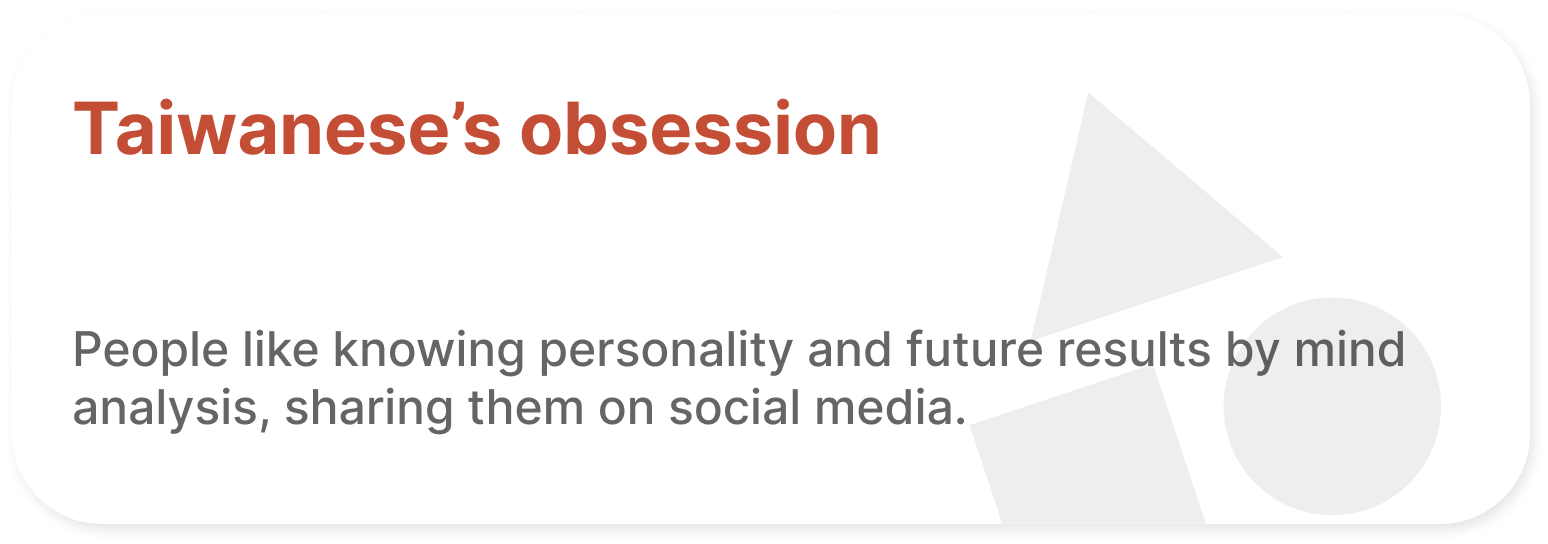 Taiwanese’s obsession
People like knowing personality and future results by mind
analysis, sharing them on social media.